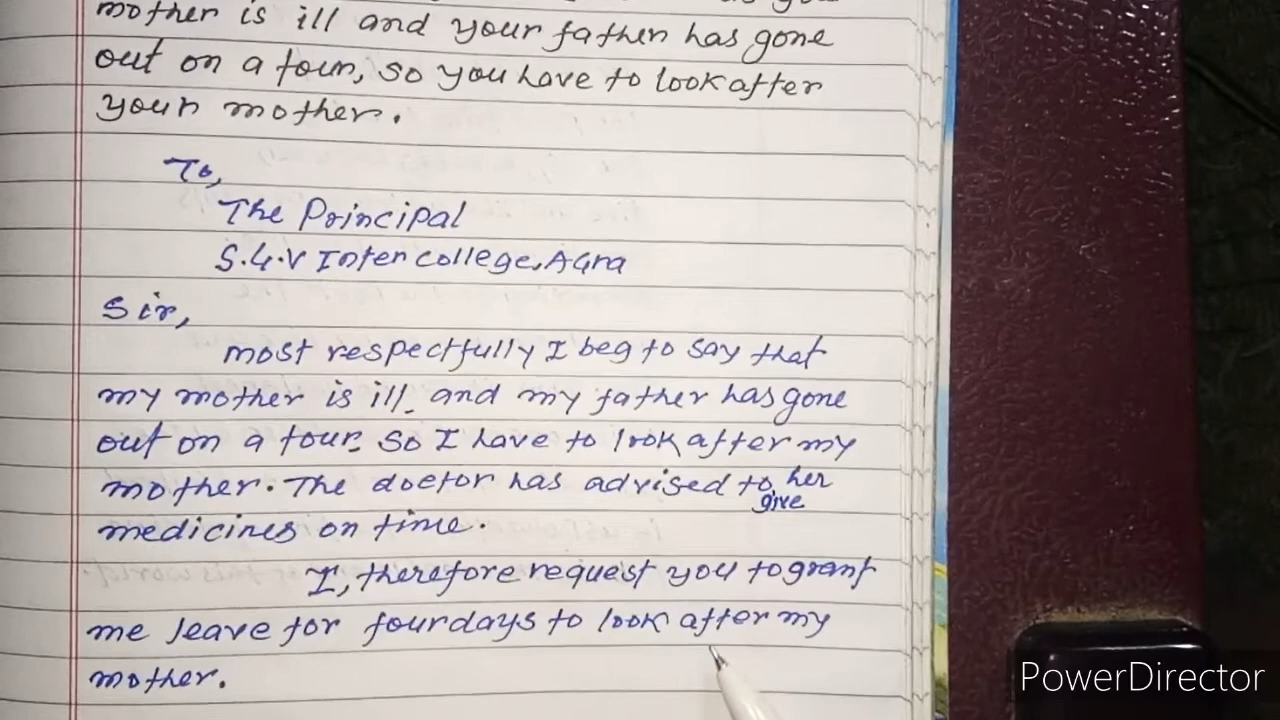 mother is ill and your father has gone
out on a tour, so you have to look after
your mother.
To,
The Principal
S.G.V Inter college, Agra
Sir,
most respectfully I beg to say that
my mother is ill and my father has gone
out on a tour. so I have to look after my
mother. The doctor has advised to give her
medicines on time.
I, therefore request you to grant
me leave for four days to look after my
mother.
PowerDirector